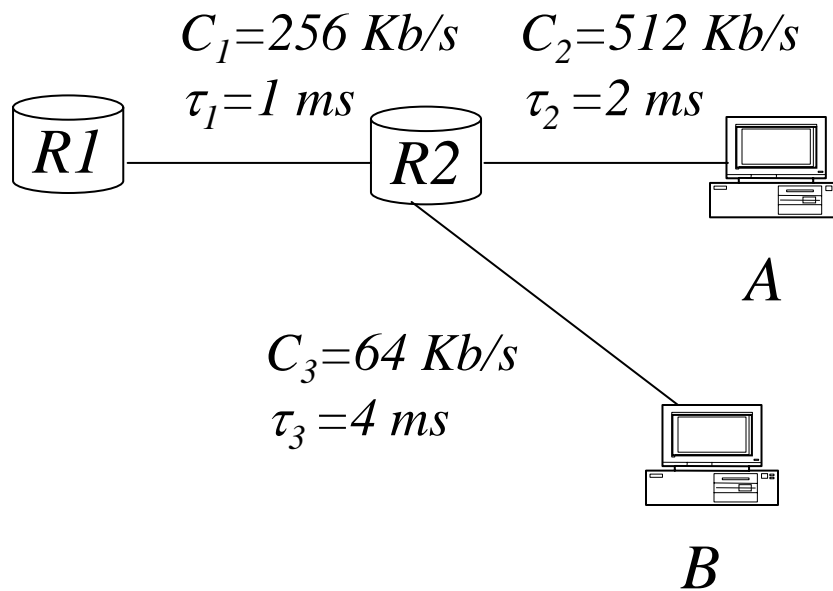 C₁=256 Kb/s
τ₁=1 ms
C₂=512 Kb/s
τ₂ =2 ms
R1
R2
A
C₃=64 Kb/s
τ₃ =4 ms
B